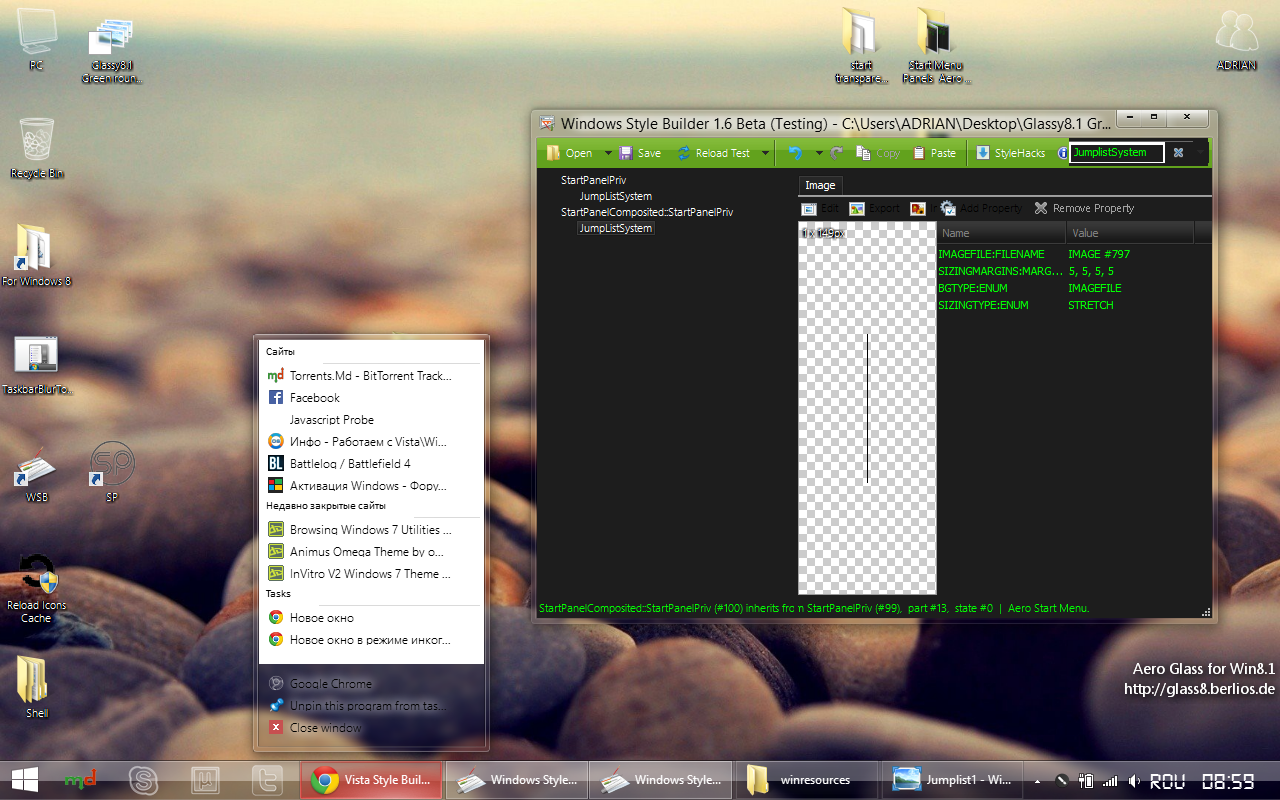 PC
Glassy8.1
Green roun...
start
transpare...
Start Menu
Panels Aero ...
ADRIAN
Recycle Bin
For Windows 8
TaskbarBlurTo...
WSB
SP
Reload Icons
Cache
Shell
Windows Style Builder 1.6 Beta (Testing) - C:\Users\ADRIAN\Desktop\Glassy8.1 Gr...
Open Save Reload Test Copy Paste StyleHacks JumplistSystem
StartPanelPriv
JumpListSystem
StartPanelComposited::StartPanelPriv
JumpListSystem
Image
Edit Export Add Property Remove Property
1 x 149px
Name Value
IMAGEFILE:FILENAME IMAGE #797
SIZINGMARGINS:MARG... 5, 5, 5, 5
BGTYPE:ENUM IMAGEFILE
SIZINGTYPE:ENUM STRETCH
StartPanelComposited::StartPanelPriv (#100) inherits from StartPanelPriv (#99), part #13, state #0 | Aero Start Menu.
Сайты
Torrents.Md - BitTorrent Track...
Facebook
Javascript Probe
Инфо - Работаем с Vista\Wi...
BL Battlelog / Battlefield 4
Активация Windows - Фору...
Недавно закрытые сайты
Browsing Windows 7 Utilities ...
Animus Omega Theme by o...
InVitro V2 Windows 7 Theme ...
Tasks
Новое окно
Новое окно в режиме инког...
Google Chrome
Unpin this program from tas...
Close window
Aero Glass for Win8.1
http://glass8.berlios.de
md Vista Style Buil... Windows Style... Windows Style... winresources Jumplist1 - Wi... ROU 08:59